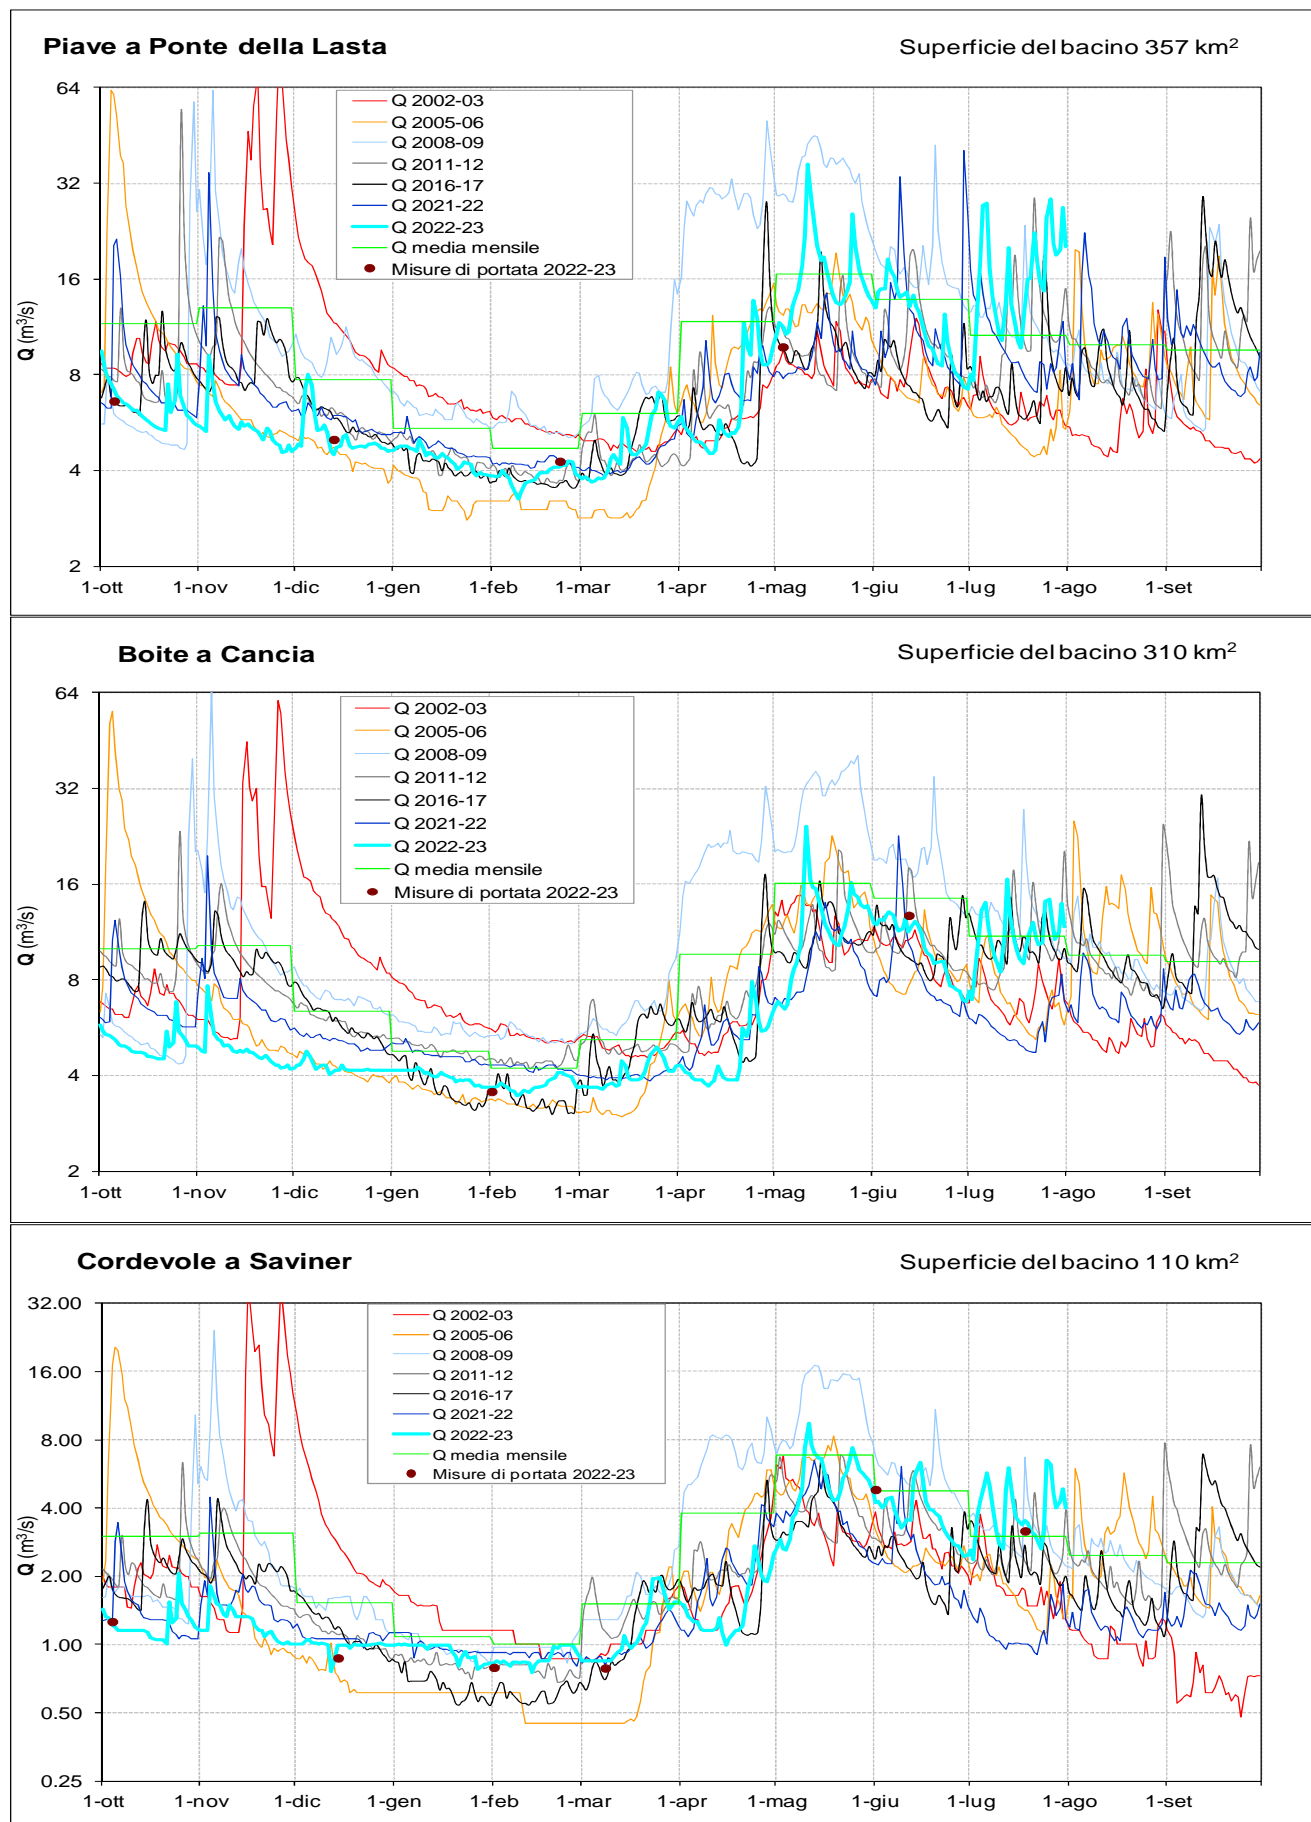 Piave a Ponte della Lasta
Superficie del bacino 357 km²
Q (m³/s)
64
32
16
8
4
2
Q 2002-03
Q 2005-06
Q 2008-09
Q 2011-12
Q 2016-17
Q 2021-22
Q 2022-23
Q media mensile
Misure di portata 2022-23
1-ott 1-nov 1-dic 1-gen 1-feb 1-mar 1-apr 1-mag 1-giu 1-lug 1-ago 1-set
Boite a Cancia
Superficie del bacino 310 km²
Q (m³/s)
64
32
16
8
4
2
Q 2002-03
Q 2005-06
Q 2008-09
Q 2011-12
Q 2016-17
Q 2021-22
Q 2022-23
Q media mensile
Misure di portata 2022-23
1-ott 1-nov 1-dic 1-gen 1-feb 1-mar 1-apr 1-mag 1-giu 1-lug 1-ago 1-set
Cordevole a Saviner
Superficie del bacino 110 km²
Q (m³/s)
32.00
16.00
8.00
4.00
2.00
1.00
0.50
0.25
Q 2002-03
Q 2005-06
Q 2008-09
Q 2011-12
Q 2016-17
Q 2021-22
Q 2022-23
Q media mensile
Misure di portata 2022-23
1-ott 1-nov 1-dic 1-gen 1-feb 1-mar 1-apr 1-mag 1-giu 1-lug 1-ago 1-set